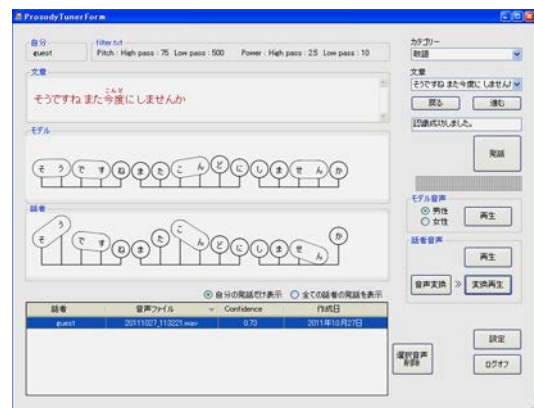 ProsodyTunerForm
自分
guest
filter.txt
Pitch : High pass : 75 Low pass : 500 Power : High pass : 25 Low pass : 10
文章
こんど
そうですね また今度にしませんか
モデル
そ う で す ね ま た こ ん ど に し ま せ ん か
話者
そ う で す ね ま た こ ん ど に し ま せ ん か
自分の発話だけ表示 全ての話者の発話を表示
話者 音声ファイル Confidence 作成日
guest 20111027_113221.wav 0.73 2011年10月27日
カテゴリー
敬語
文章
そうですね また今度に しませんか
戻る 進む
認識成功しました。
発話
モデル音声
男性
女性
再生
話者音声
再生
音声変換 » 変換再生
選択音声
削除
設定
ログオフ